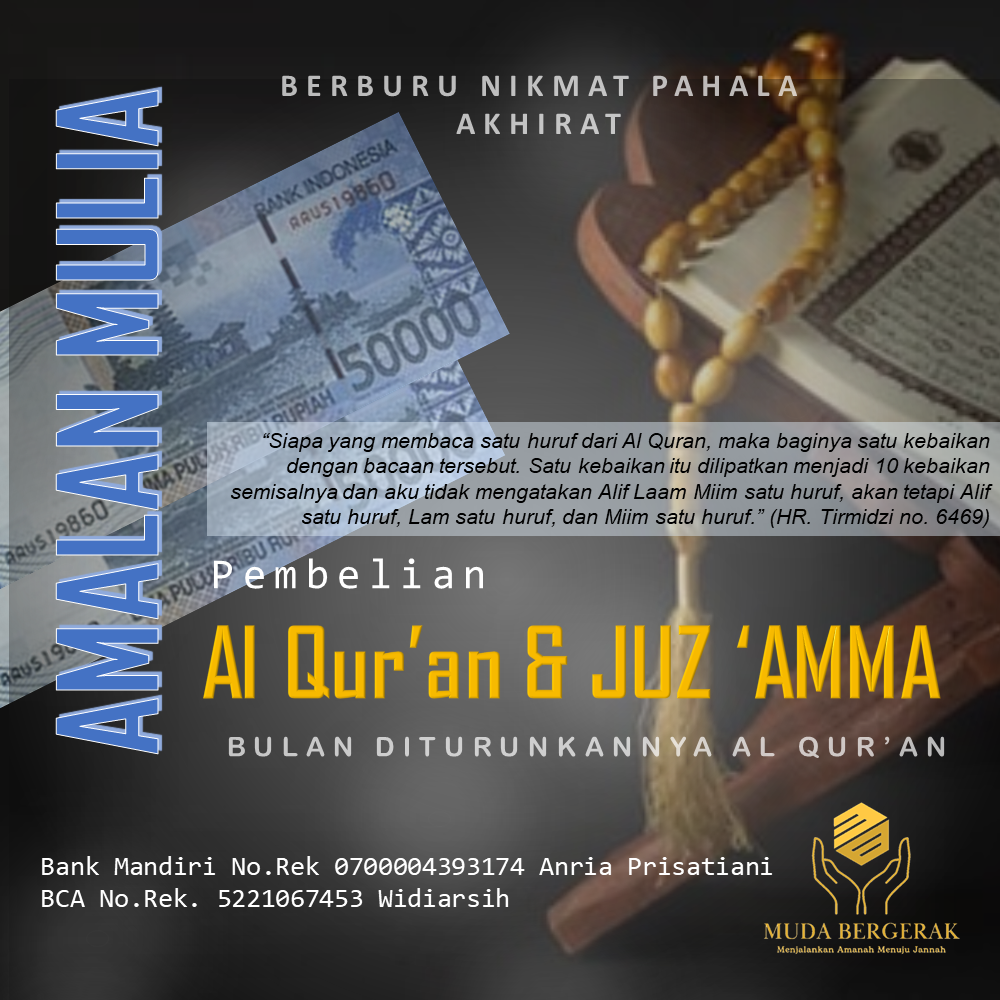 BERBURU NIKMAT PAHALA
AKHIRAT
AMALAN MULIA
BANK INDONESIA
ARUS19860
50000
RUPIAH
ARUS19860
“Siapa yang membaca satu huruf dari Al Quran, maka baginya satu kebaikan
dengan bacaan tersebut. Satu kebaikan itu dilipatkan menjadi 10 kebaikan
semisalnya dan aku tidak mengatakan Alif Laam Miim satu huruf, akan tetapi Alif
satu huruf, Lam satu huruf, dan Miim satu huruf.” (HR. Tirmidzi no. 6469)
Pembelian
Al Qur’an & JUZ ‘AMMA
BULAN DITURUNKANNYA AL QUR’AN
Bank Mandiri No.Rek 0700004393174 Anria Prisatiani
BCA No.Rek. 5221067453 Widiarsih
MUDA BERGERAK
Menjalankan Amanah Menuju Jannah